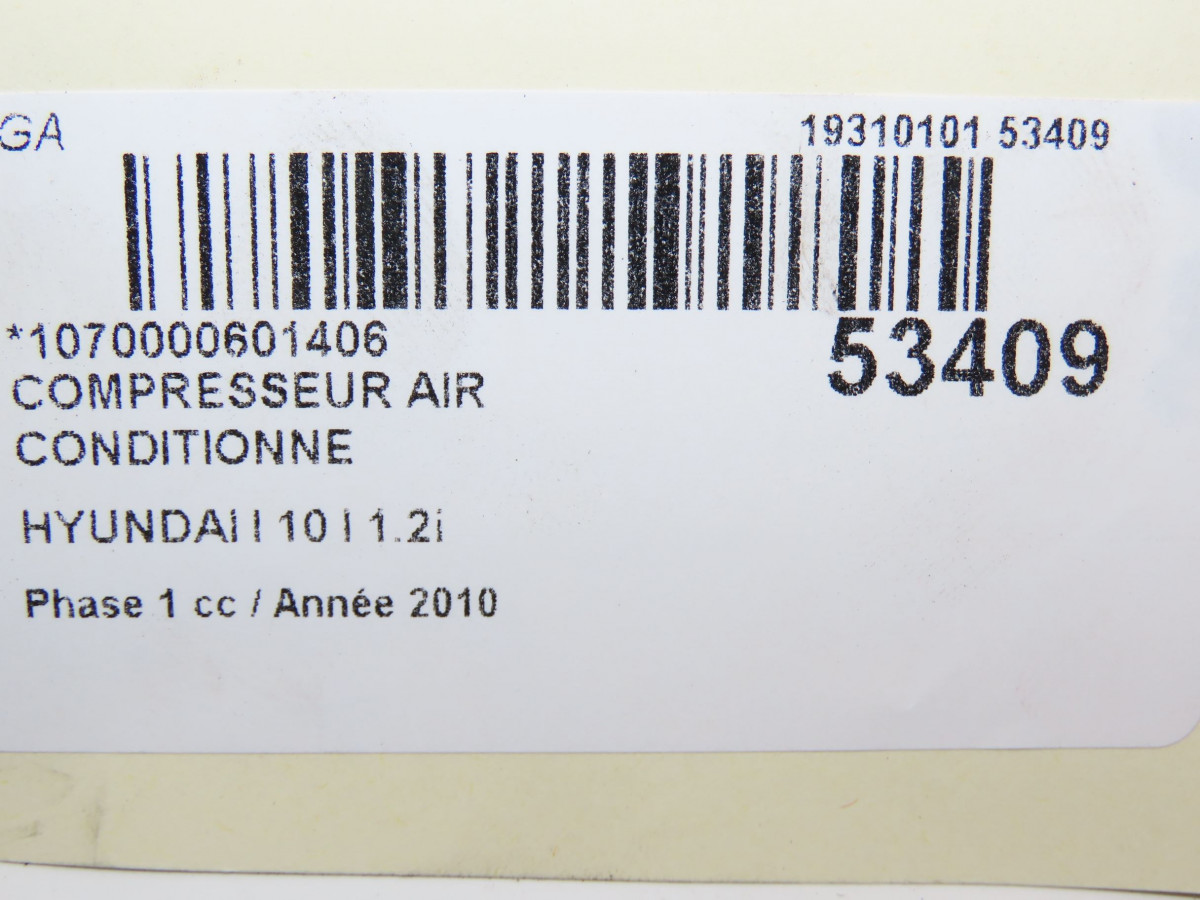 GA
19310101 53409
*1070000601406
53409
COMPRESSEUR AIR
CONDITIONNE
HYUNDAI I 10 I 1.2i
Phase 1 cc / Année 2010